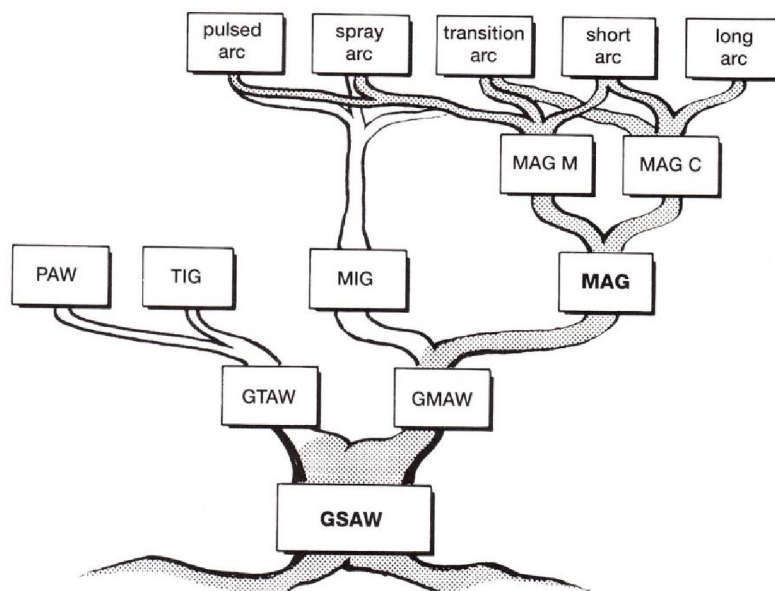 pulsed
arc
spray
arc
transition
arc
short
arc
long
arc
MAG M
MAG C
PAW
TIG
MIG
MAG
GTAW
GMAW
GSAW